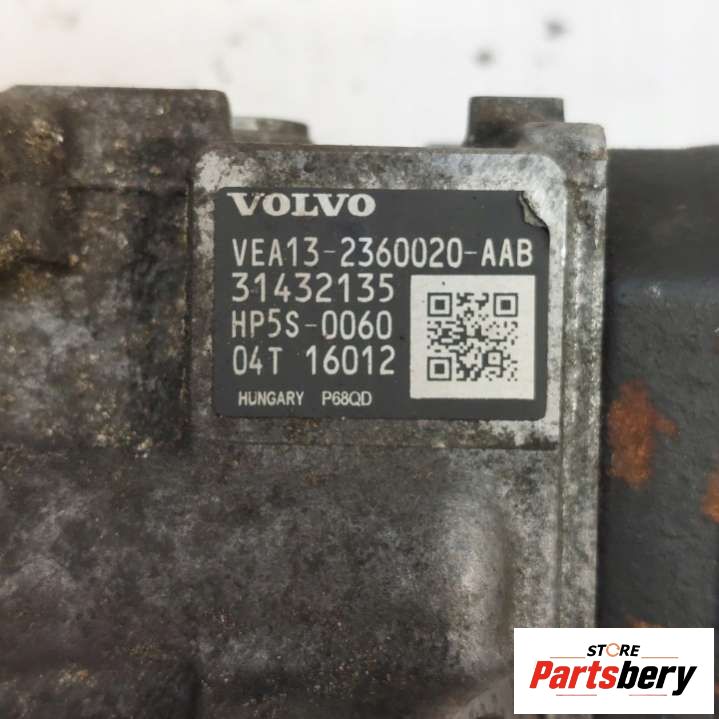 VOLVO
VEA13-2360020-AAB
31432135
HP5S-0060
04T 16012
HUNGARY P68QD
STORE
Partsbery